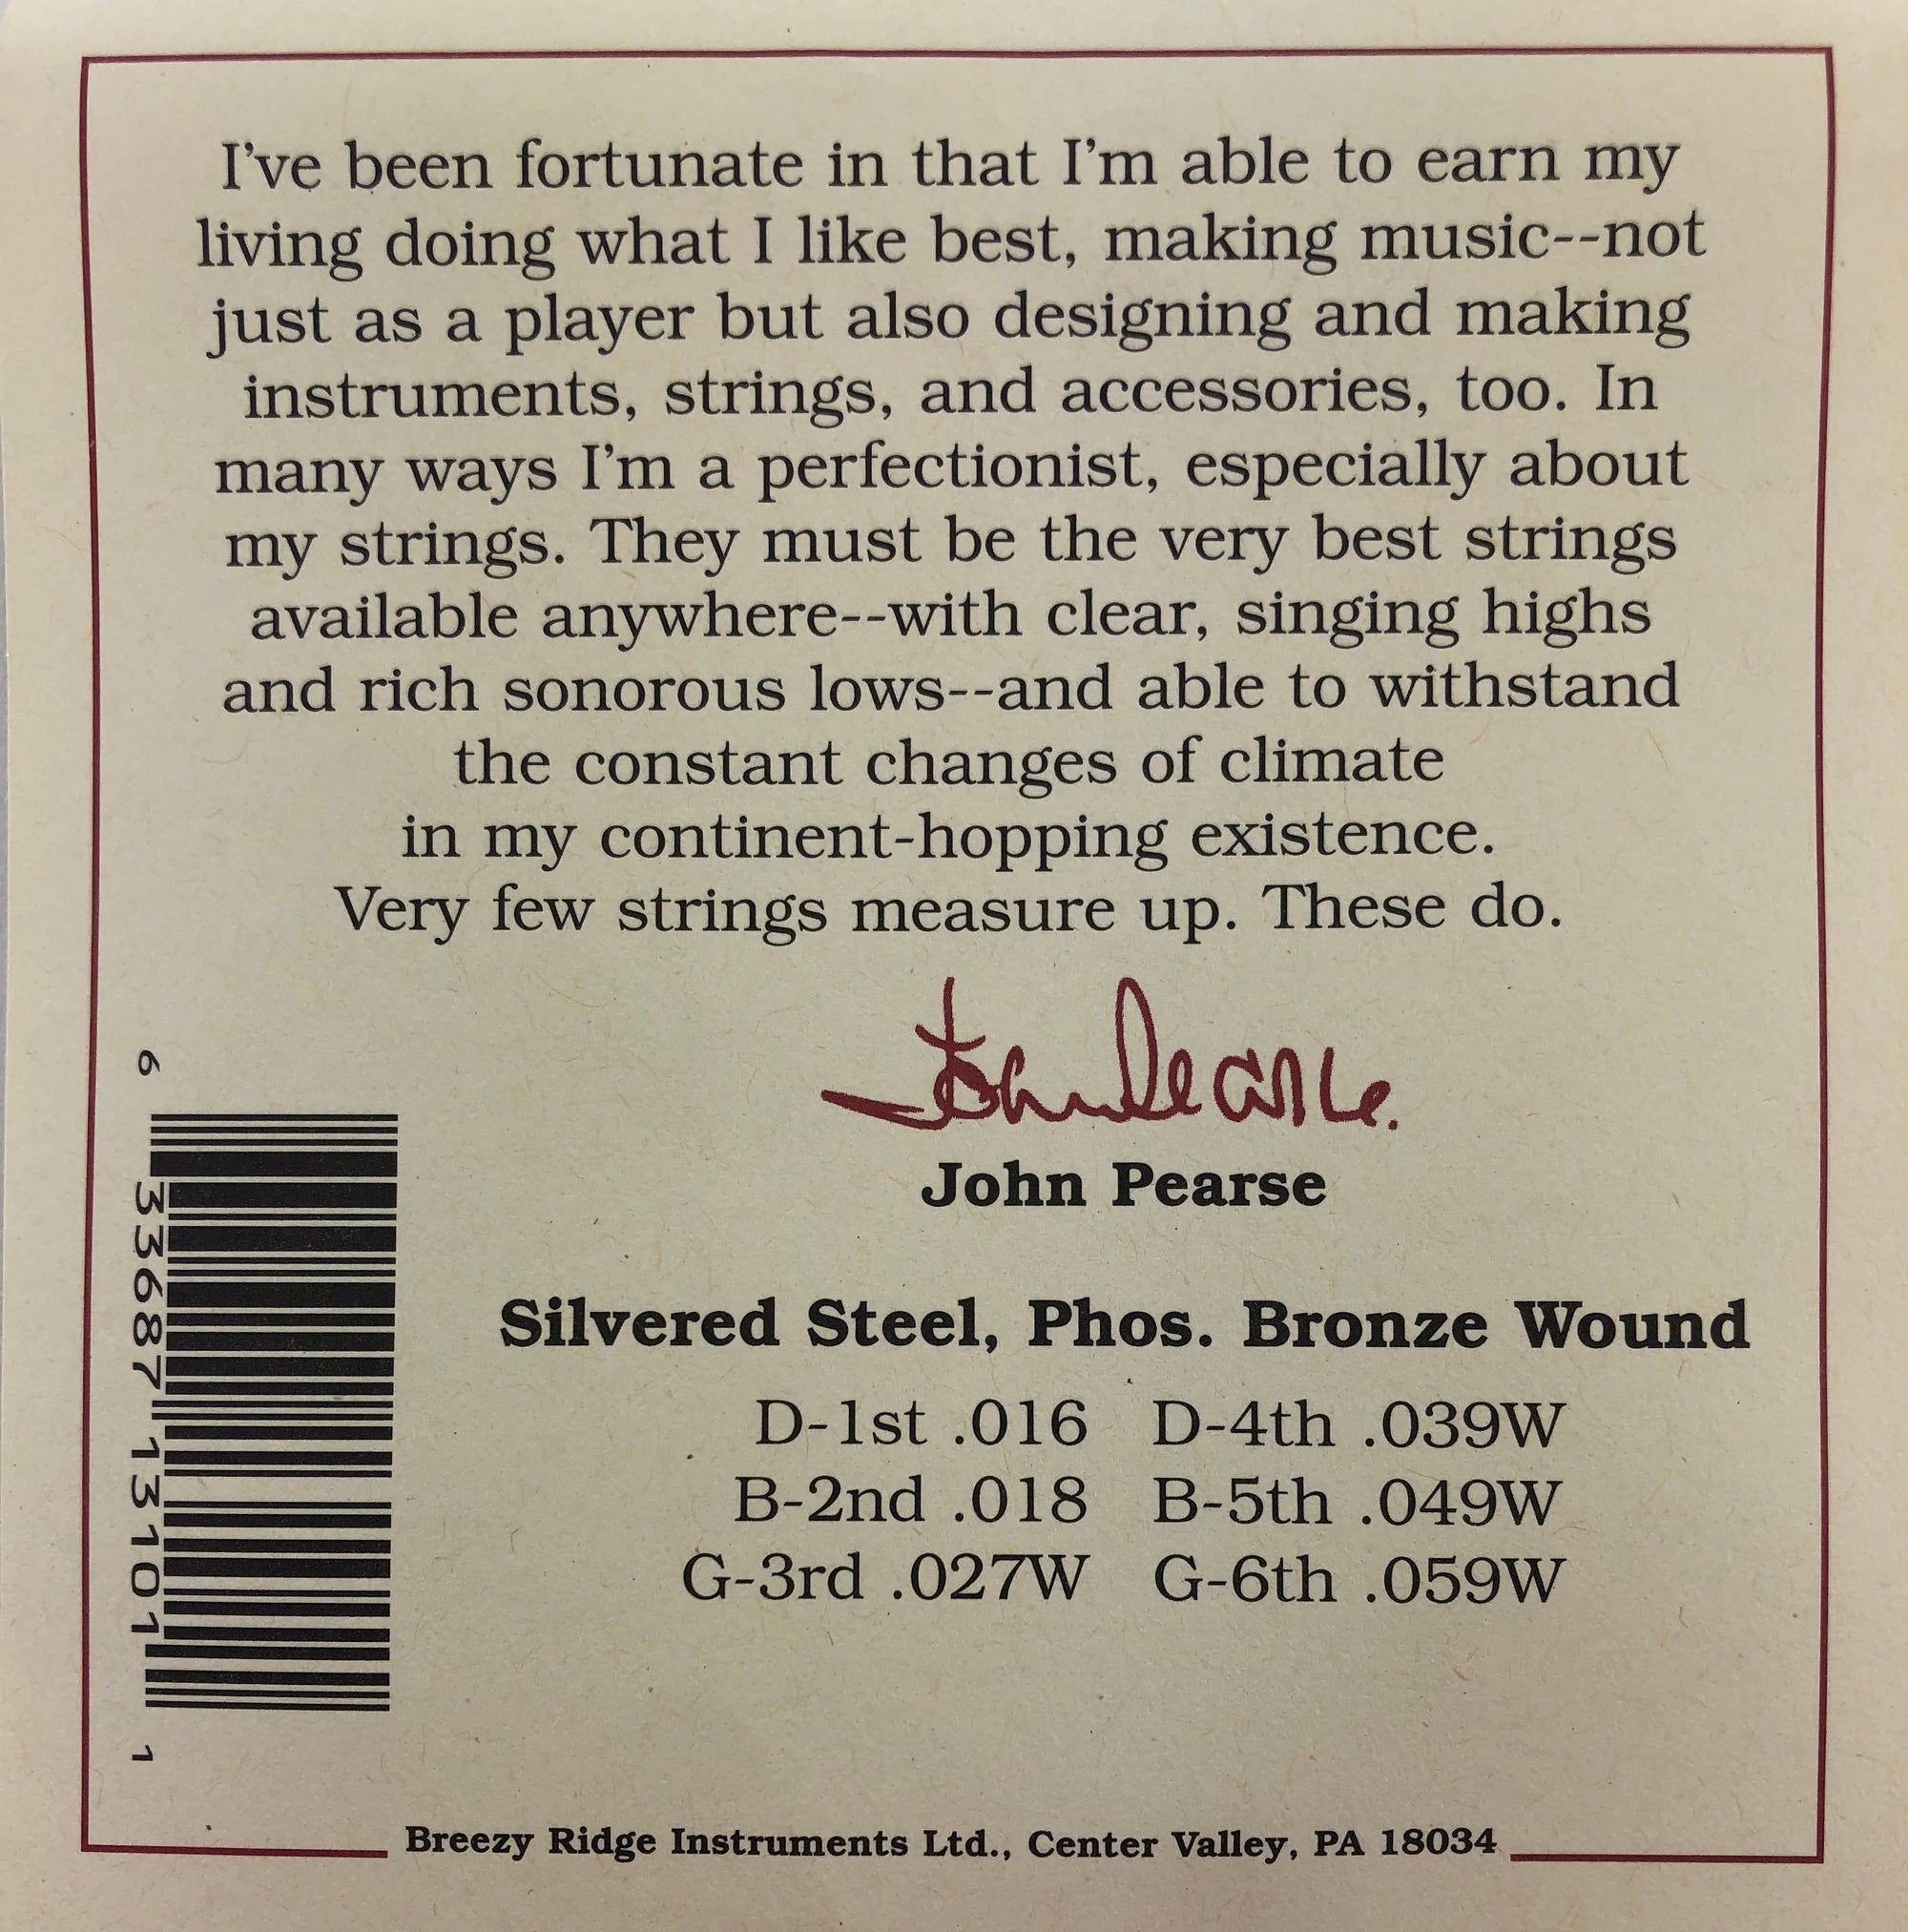 I've been fortunate in that I'm able to earn my
living doing what I like best, making music--not
just as a player but also designing and making
instruments, strings, and accessories, too. In
many ways I'm a perfectionist, especially about
my strings. They must be the very best strings
available anywhere--with clear, singing highs
and rich sonorous lows--and able to withstand
the constant changes of climate
in my continent-hopping existence.
Very few strings measure up. These do.
John Pearse.
John Pearse
Silvered Steel, Phos. Bronze Wound
D-1st .016 D-4th .039W
B-2nd .018 B-5th .049W
G-3rd .027W G-6th .059W
6 33687 13101 1
Breezy Ridge Instruments Ltd., Center Valley, PA 18034